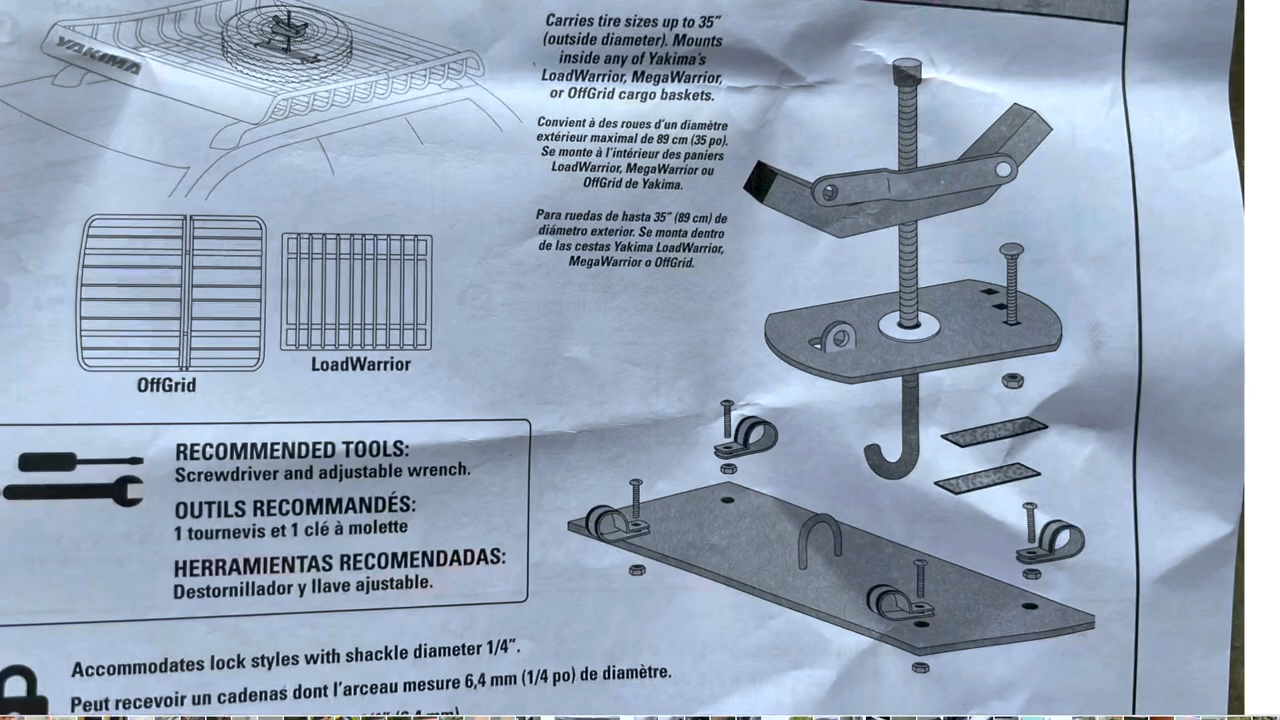 YAKIMA
Carries tire sizes up to 35"
(outside diameter). Mounts
inside any of Yakima's
LoadWarrior, MegaWarrior,
or OffGrid cargo baskets.
Convient à des roues d'un diamètre
extérieur maximal de 89 cm (35 po).
Se monte à l'intérieur des paniers
LoadWarrior, MegaWarrior ou
OffGrid de Yakima.
Para ruedas de hasta 35" (89 cm) de
diámetro exterior. Se monta dentro
de las cestas Yakima LoadWarrior,
MegaWarrior o OffGrid.
OffGrid
LoadWarrior
RECOMMENDED TOOLS:
Screwdriver and adjustable wrench.
OUTILS RECOMMANDÉS:
1 tournevis et 1 clé à molette
HERRAMIENTAS RECOMENDADAS:
Destornillador y llave ajustable.
Accommodates lock styles with shackle diameter 1/4".
Peut recevoir un cadenas dont l'arceau mesure 6,4 mm (1/4 po) de diamètre.